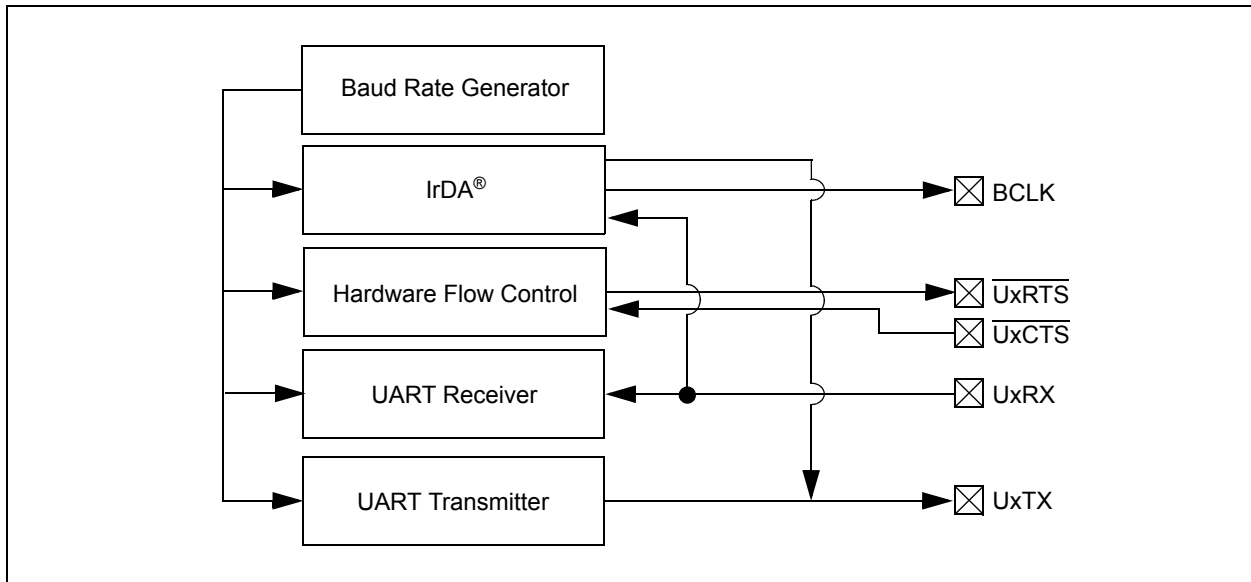 Baud Rate Generator
IrDA®
BCLK
Hardware Flow Control
UxRTS
UxCTS
UART Receiver
UxRX
UART Transmitter
UxTX